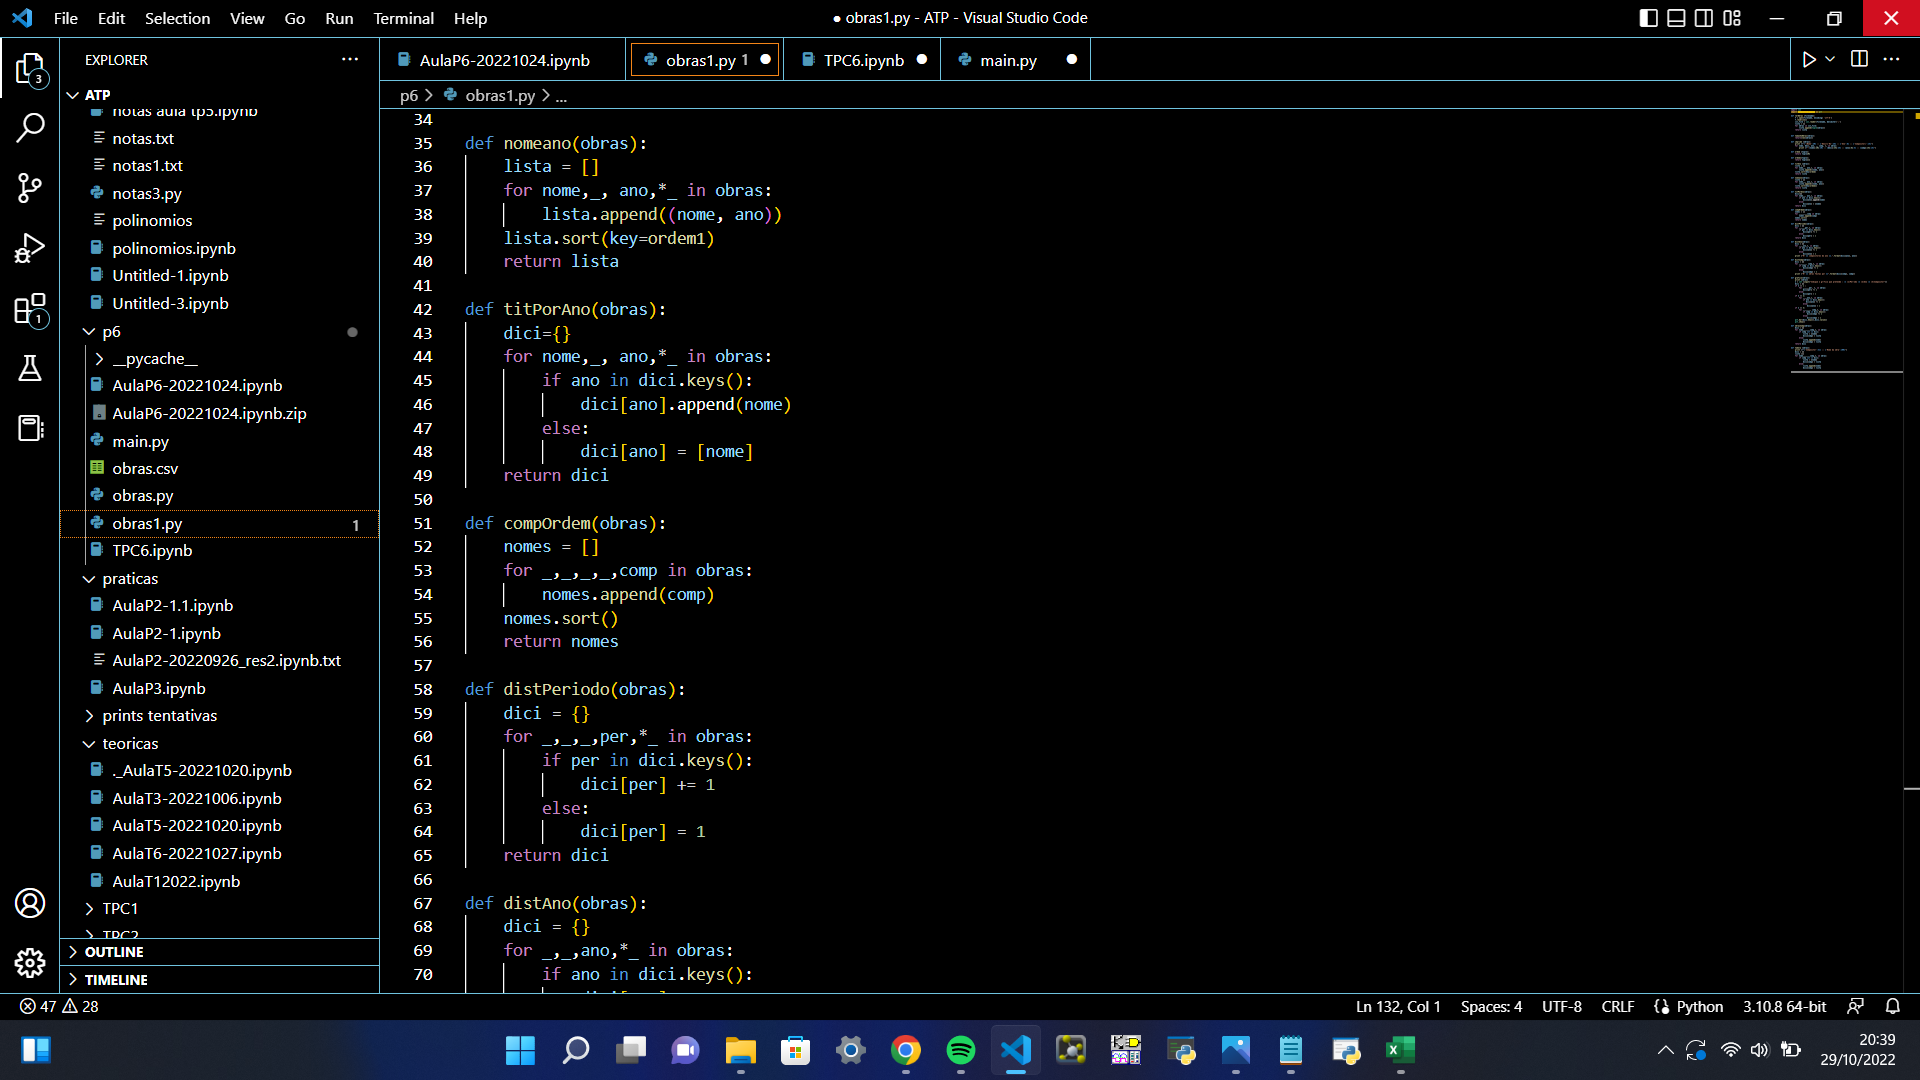 File Edit Selection View Go Run Terminal Help
● obras1.py - ATP - Visual Studio Code
EXPLORER
AulaP6-20221024.ipynb
obras1.py 1
TPC6.ipynb
main.py
p6 > obras1.py > ...
ATP
notas aula tp5.ipynb
notas.txt
notas1.txt
notas3.py
polinomios
polinomios.ipynb
Untitled-1.ipynb
Untitled-3.ipynb
p6
__pycache__
AulaP6-20221024.ipynb
AulaP6-20221024.ipynb.zip
main.py
obras.csv
obras.py
obras1.py 1
TPC6.ipynb
praticas
AulaP2-1.1.ipynb
AulaP2-1.ipynb
AulaP2-20220926_res2.ipynb.txt
AulaP3.ipynb
prints tentativas
teoricas
._AulaT5-20221020.ipynb
AulaT3-20221006.ipynb
AulaT5-20221020.ipynb
AulaT6-20221027.ipynb
AulaT12022.ipynb
TPC1
TPC2
OUTLINE
TIMELINE
3
1
34
35 def nomeano(obras):
36 lista = []
37 for nome,_, ano,*_ in obras:
38 lista.append((nome, ano))
39 lista.sort(key=ordem1)
40 return lista
41
42 def titPorAno(obras):
43 dici={}
44 for nome,_, ano,*_ in obras:
45 if ano in dici.keys():
46 dici[ano].append(nome)
47 else:
48 dici[ano] = [nome]
49 return dici
50
51 def compOrdem(obras):
52 nomes = []
53 for _,_,_,_,comp in obras:
54 nomes.append(comp)
55 nomes.sort()
56 return nomes
57
58 def distPeriodo(obras):
59 dici = {}
60 for _,_,_,per,*_ in obras:
61 if per in dici.keys():
62 dici[per] += 1
63 else:
64 dici[per] = 1
65 return dici
66
67 def distAno(obras):
68 dici = {}
69 for _,_,ano,*_ in obras:
70 if ano in dici.keys():
47 28
Ln 132, Col 1 Spaces: 4 UTF-8 CRLF Python 3.10.8 64-bit
20:39
29/10/2022